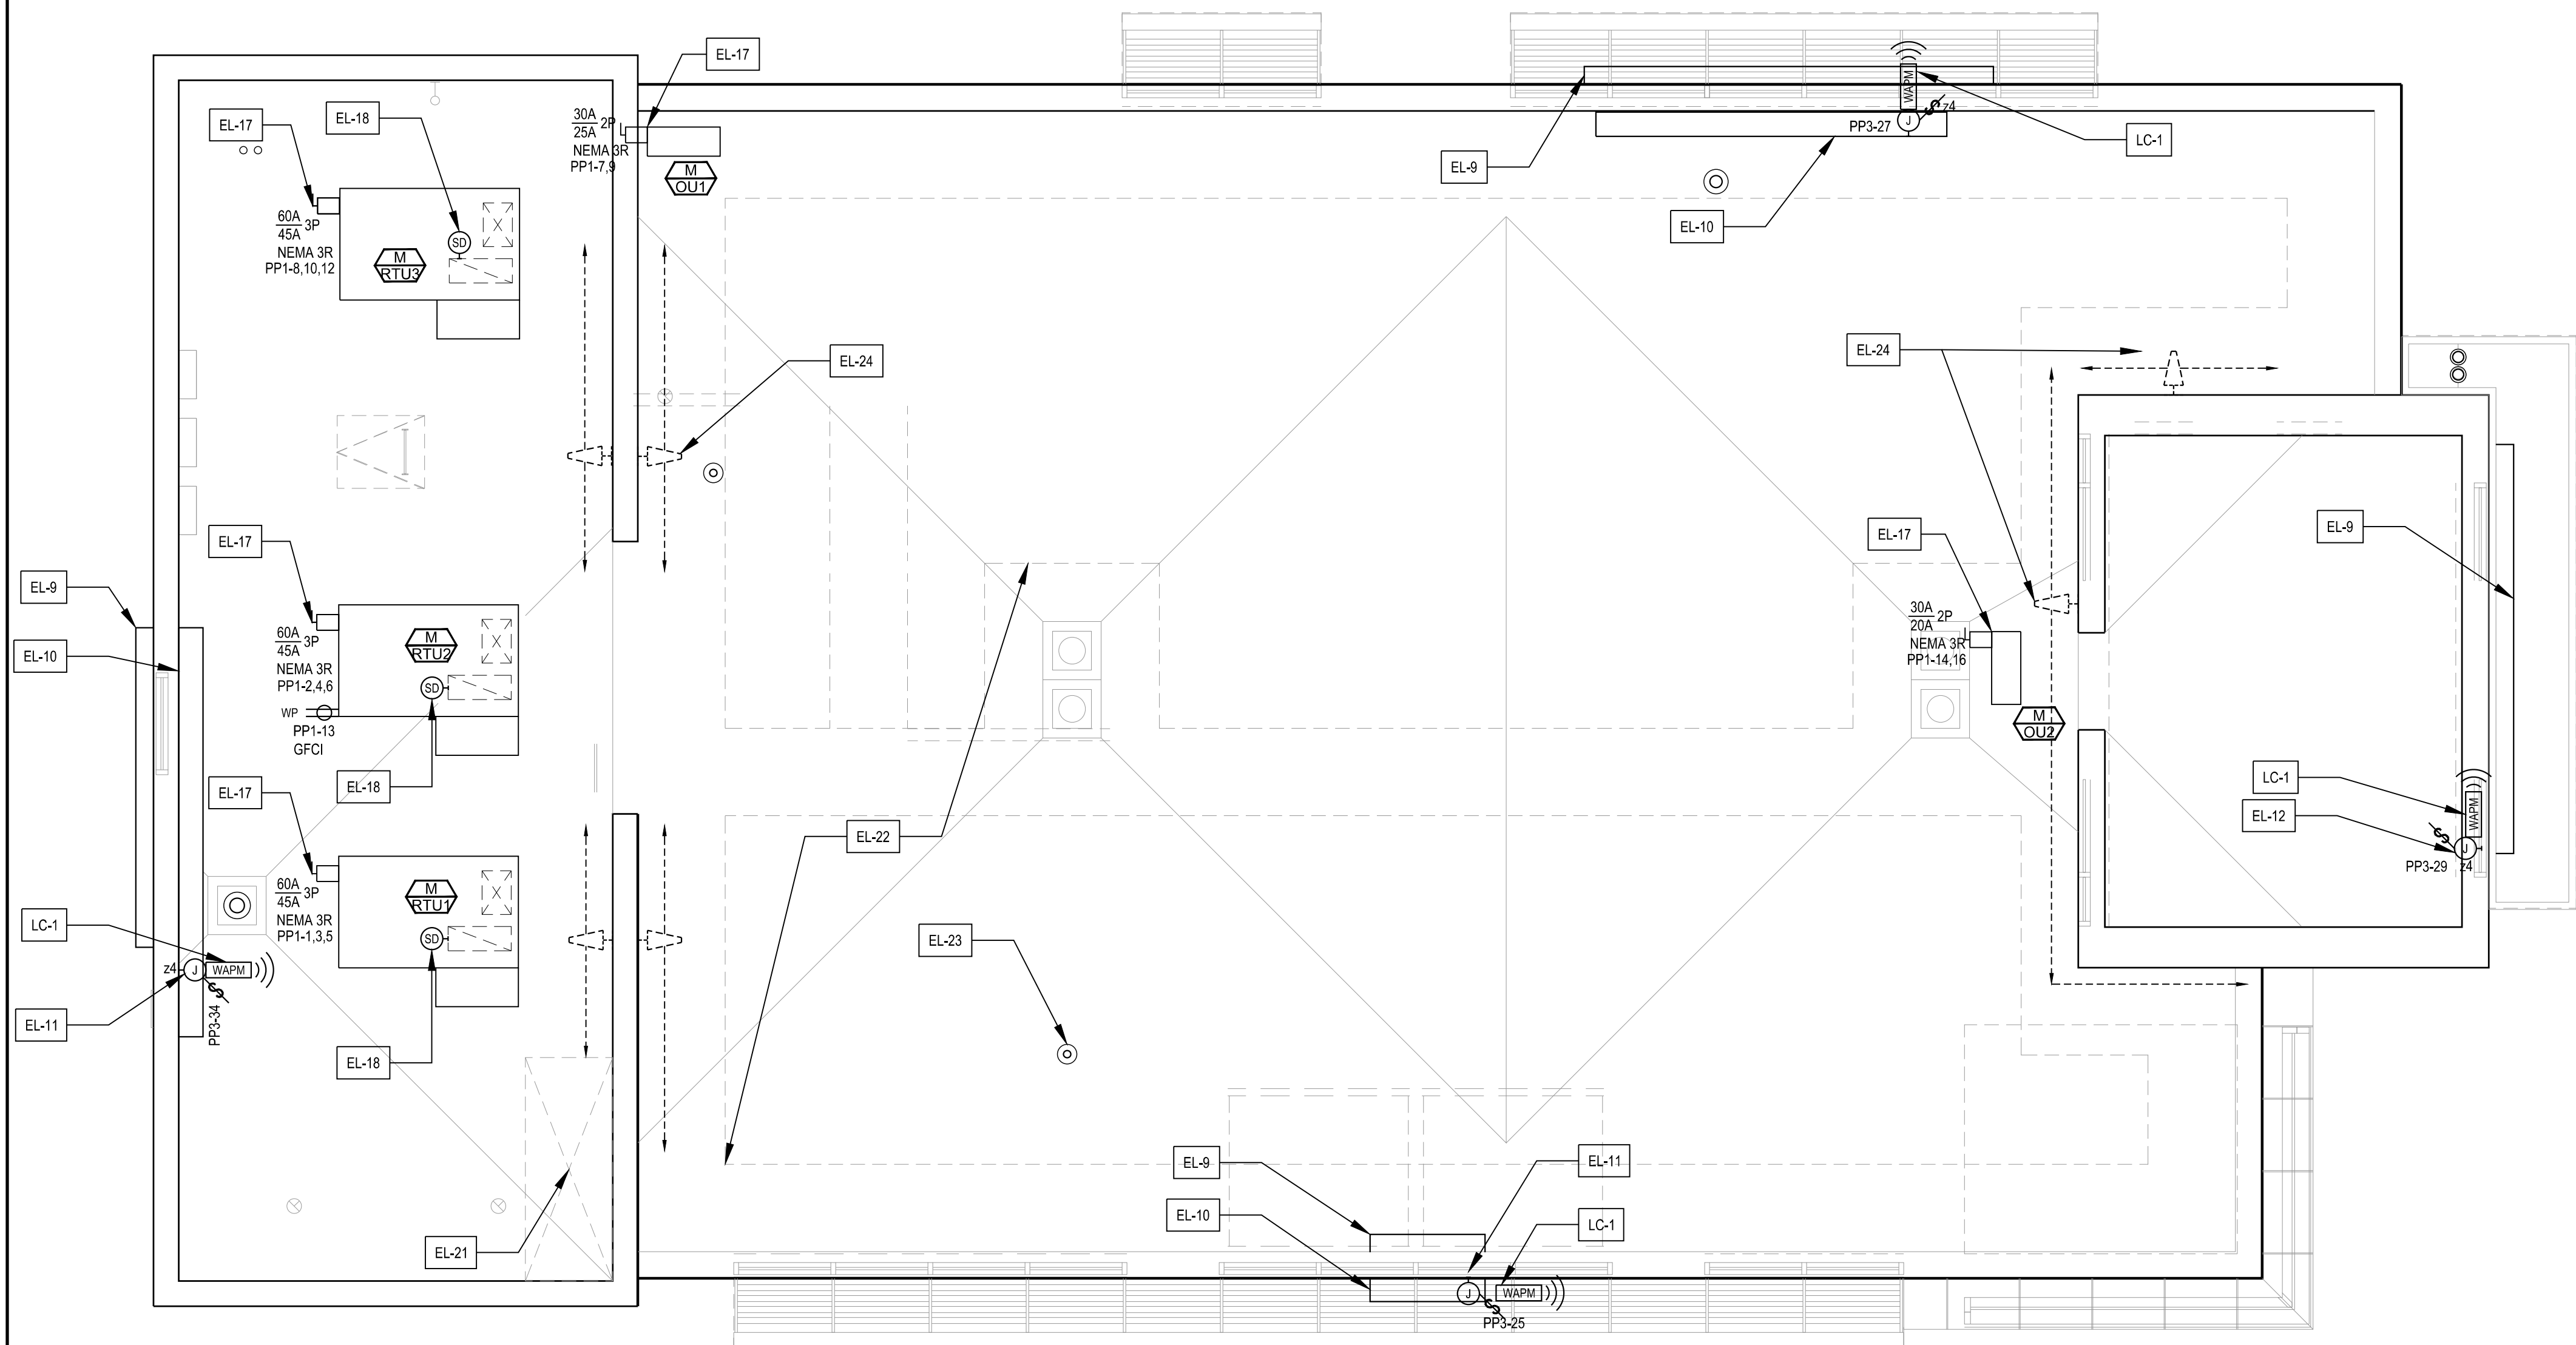 EL-17
30A
25A
2P
NEMA 3R
PP1-7,9
M
OU1
EL-17
EL-18
60A
45A
3P
NEMA 3R
PP1-8,10,12
M
RTU3
SD
X
EL-9
WAPM
z4
J
PP3-27
LC-1
EL-10
EL-24
EL-24
EL-17
EL-9
EL-10
60A
45A
3P
NEMA 3R
PP1-2,4,6
M
RTU2
X
SD
WP
PP1-13
GFCI
EL-18
EL-17
30A
20A
2P
NEMA 3R
PP1-14,16
M
OU2
EL-9
LC-1
EL-12
WAPM
J
PP3-29
z4
EL-17
60A
45A
3P
NEMA 3R
PP1-1,3,5
M
RTU1
X
SD
EL-18
LC-1
z4
J
WAPM
EL-11
PP3-34
EL-22
EL-23
EL-21
EL-9
EL-10
EL-11
LC-1
J
WAPM
PP3-25